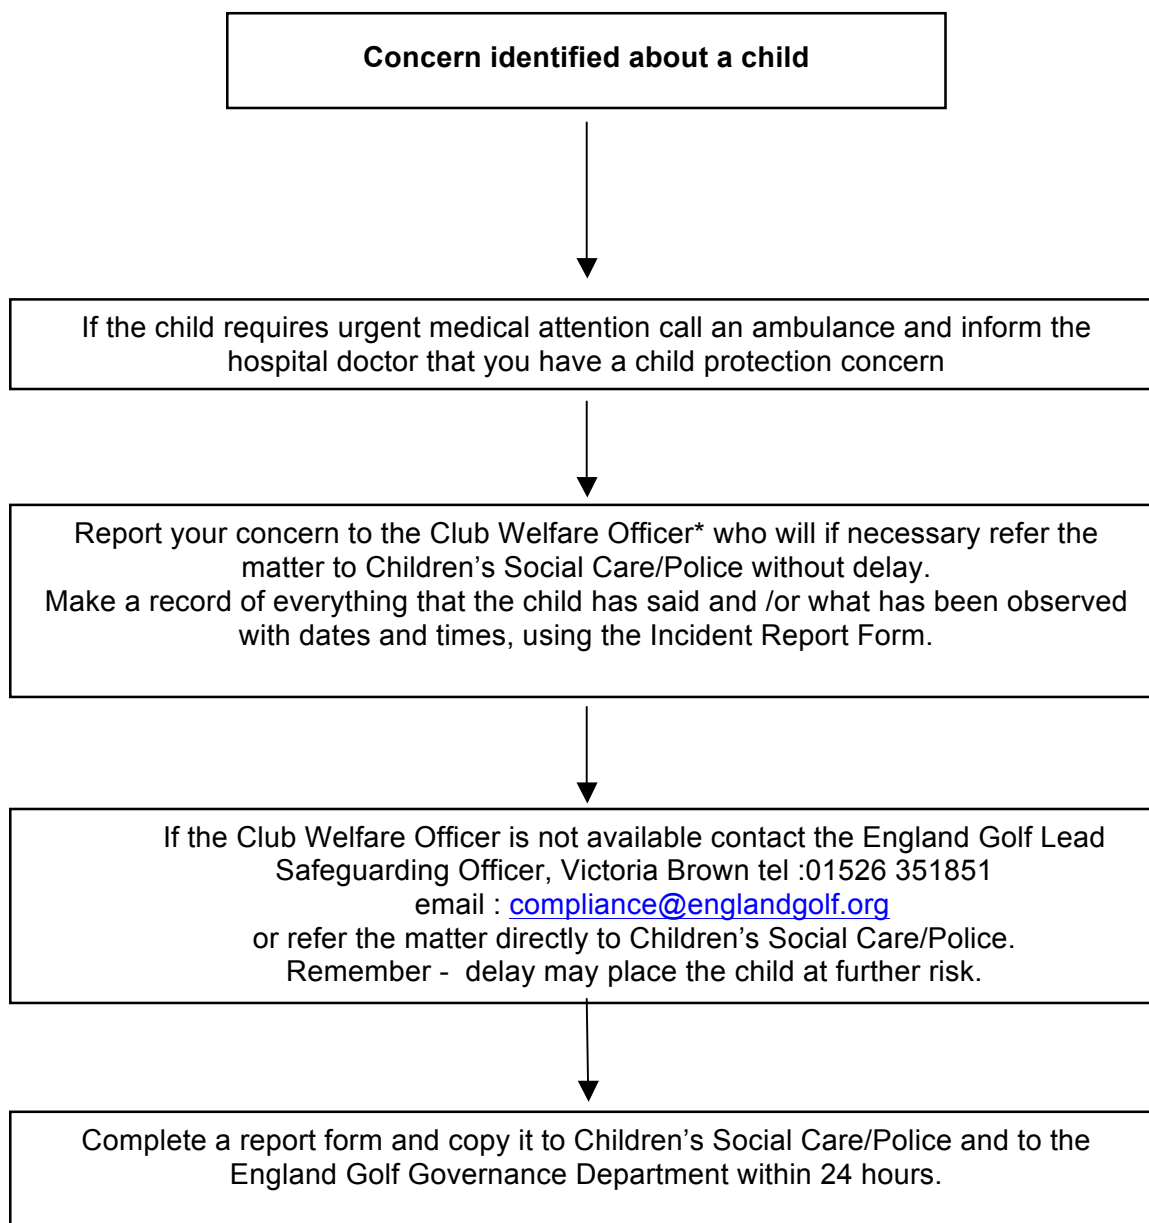 Concern identified about a child
If the child requires urgent medical attention call an ambulance and inform the
hospital doctor that you have a child protection concern
Report your concern to the Club Welfare Officer* who will if necessary refer the
matter to Children’s Social Care/Police without delay.
Make a record of everything that the child has said and /or what has been observed
with dates and times, using the Incident Report Form.
If the Club Welfare Officer is not available contact the England Golf Lead
Safeguarding Officer, Victoria Brown tel :01526 351851
email : compliance@englandgolf.org
or refer the matter directly to Children’s Social Care/Police.
Remember - delay may place the child at further risk.
Complete a report form and copy it to Children’s Social Care/Police and to the
England Golf Governance Department within 24 hours.